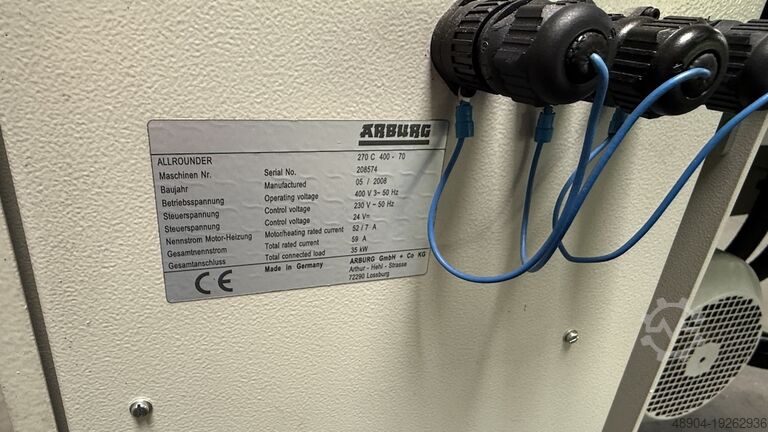 ARBURG
ALLROUNDER 270 C 400 - 70
Maschinen Nr. Serial No. 208574
Baujahr Manufactured 05 / 2008
Betriebsspannung Operating voltage 400 V 3~ 50 Hz
Steuerspannung Control voltage 230 V ~ 50 Hz
Steuerspannung Control voltage 24 V=
Nennstrom Motor-Heizung Motorheating rated current 52 / 7 A
Gesamtnennstrom Total rated current 59 A
Gesamtanschluss Total connected load 35 kW
CE Made in Germany ARBURG GmbH + Co KG
Arthur - Hehl - Strasse
72290 Lossburg
48904-19262936